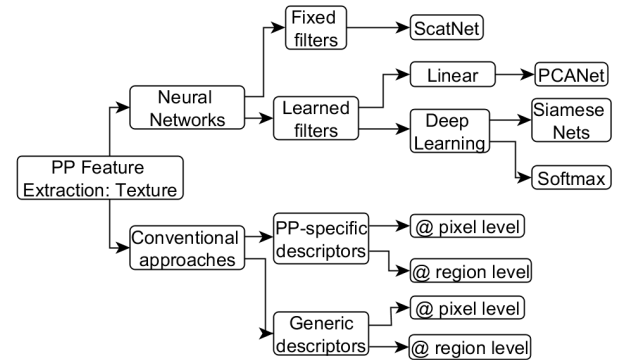 Fixed
filters
ScatNet
Linear
PCANet
Neural
Networks
Learned
filters
Deep
Learning
Siamese
Nets
Softmax
PP Feature
Extraction: Texture
Conventional
approaches
PP-specific
descriptors
@ pixel level
@ region level
Generic
descriptors
@ pixel level
@ region level